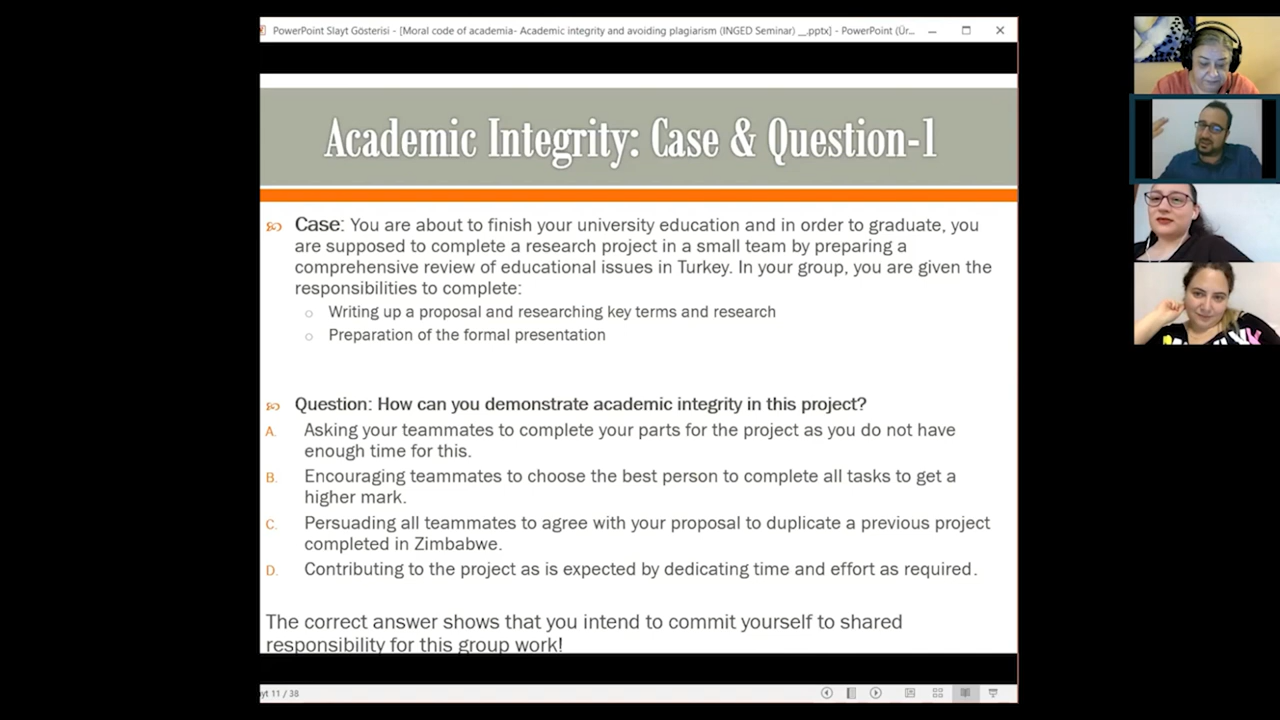 PowerPoint Slayt Gösterisi - [Moral code of academia- Academic integrity and avoiding plagiarism (INGED Seminar) __.pptx] - PowerPoint (Ür...
Academic Integrity: Case & Question-1
Case: You are about to finish your university education and in order to graduate, you
are supposed to complete a research project in a small team by preparing a
comprehensive review of educational issues in Turkey. In your group, you are given the
responsibilities to complete:
Writing up a proposal and researching key terms and research
Preparation of the formal presentation
Question: How can you demonstrate academic integrity in this project?
A. Asking your teammates to complete your parts for the project as you do not have
enough time for this.
B. Encouraging teammates to choose the best person to complete all tasks to get a
higher mark.
C. Persuading all teammates to agree with your proposal to duplicate a previous project
completed in Zimbabwe.
D. Contributing to the project as is expected by dedicating time and effort as required.
The correct answer shows that you intend to commit yourself to shared
responsibility for this group work!
yt 11 / 38